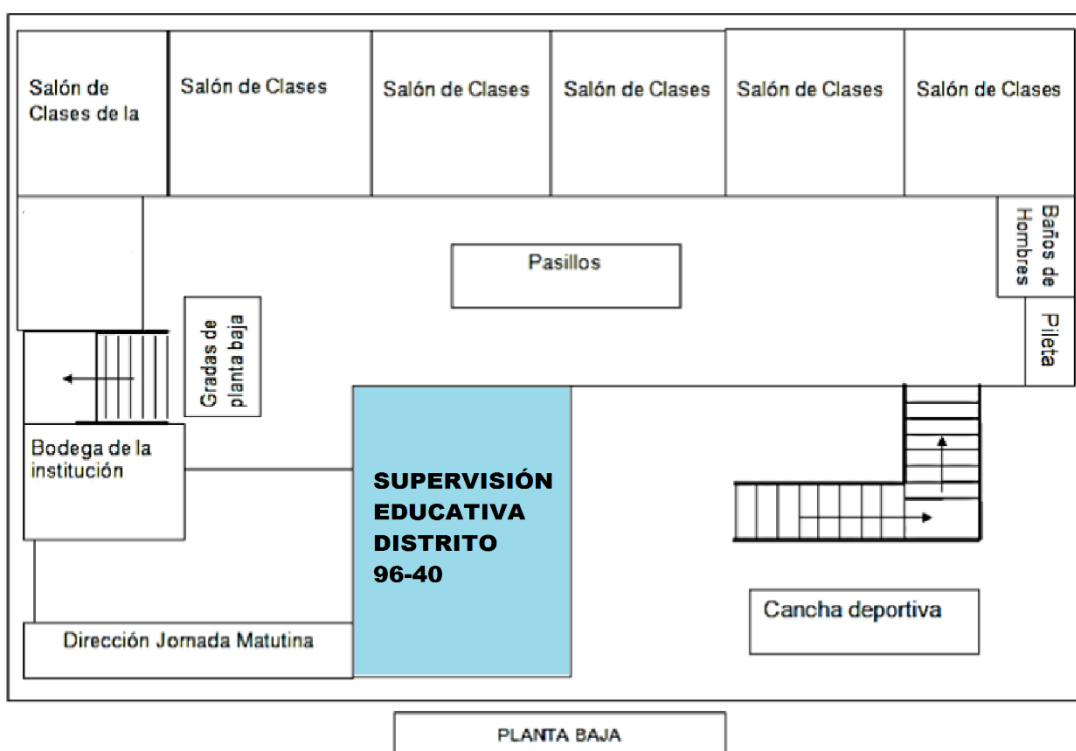 Salón de
Clases de la
Salón de Clases
Salón de Clases
Salón de Clases
Salón de Clases
Salón de Clases
Baños de
Hombres
Pasillos
Pileta
Gradas de
planta baja
Bodega de la
institución
SUPERVISIÓN
EDUCATIVA
DISTRITO
96-40
Cancha deportiva
Dirección Jornada Matutina
PLANTA BAJA